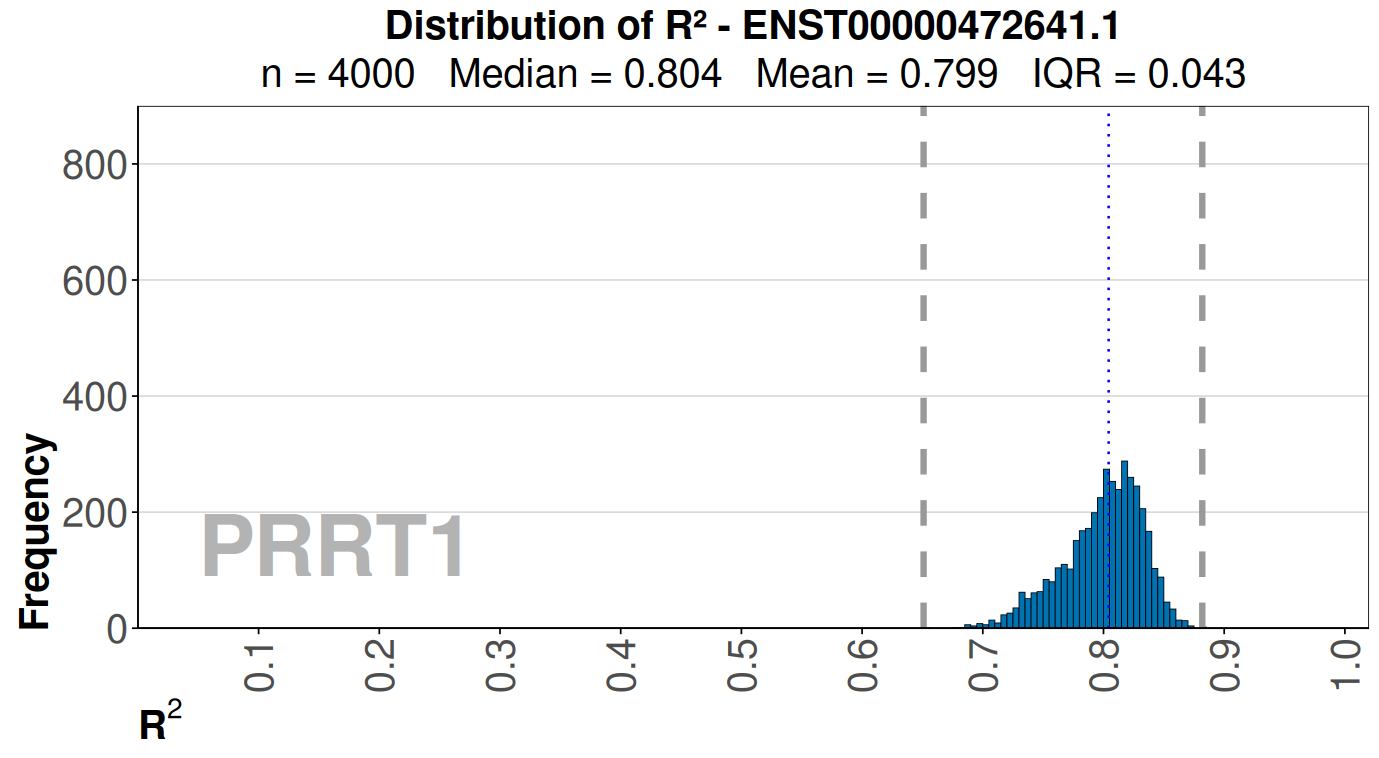 Distribution of R² - ENST00000472641.1
n = 4000 Median = 0.804 Mean = 0.799 IQR = 0.043
Frequency
800
600
400
200
0
PRRT1
0.1 0.2 0.3 0.4 0.5 0.6 0.7 0.8 0.9 1.0
R²